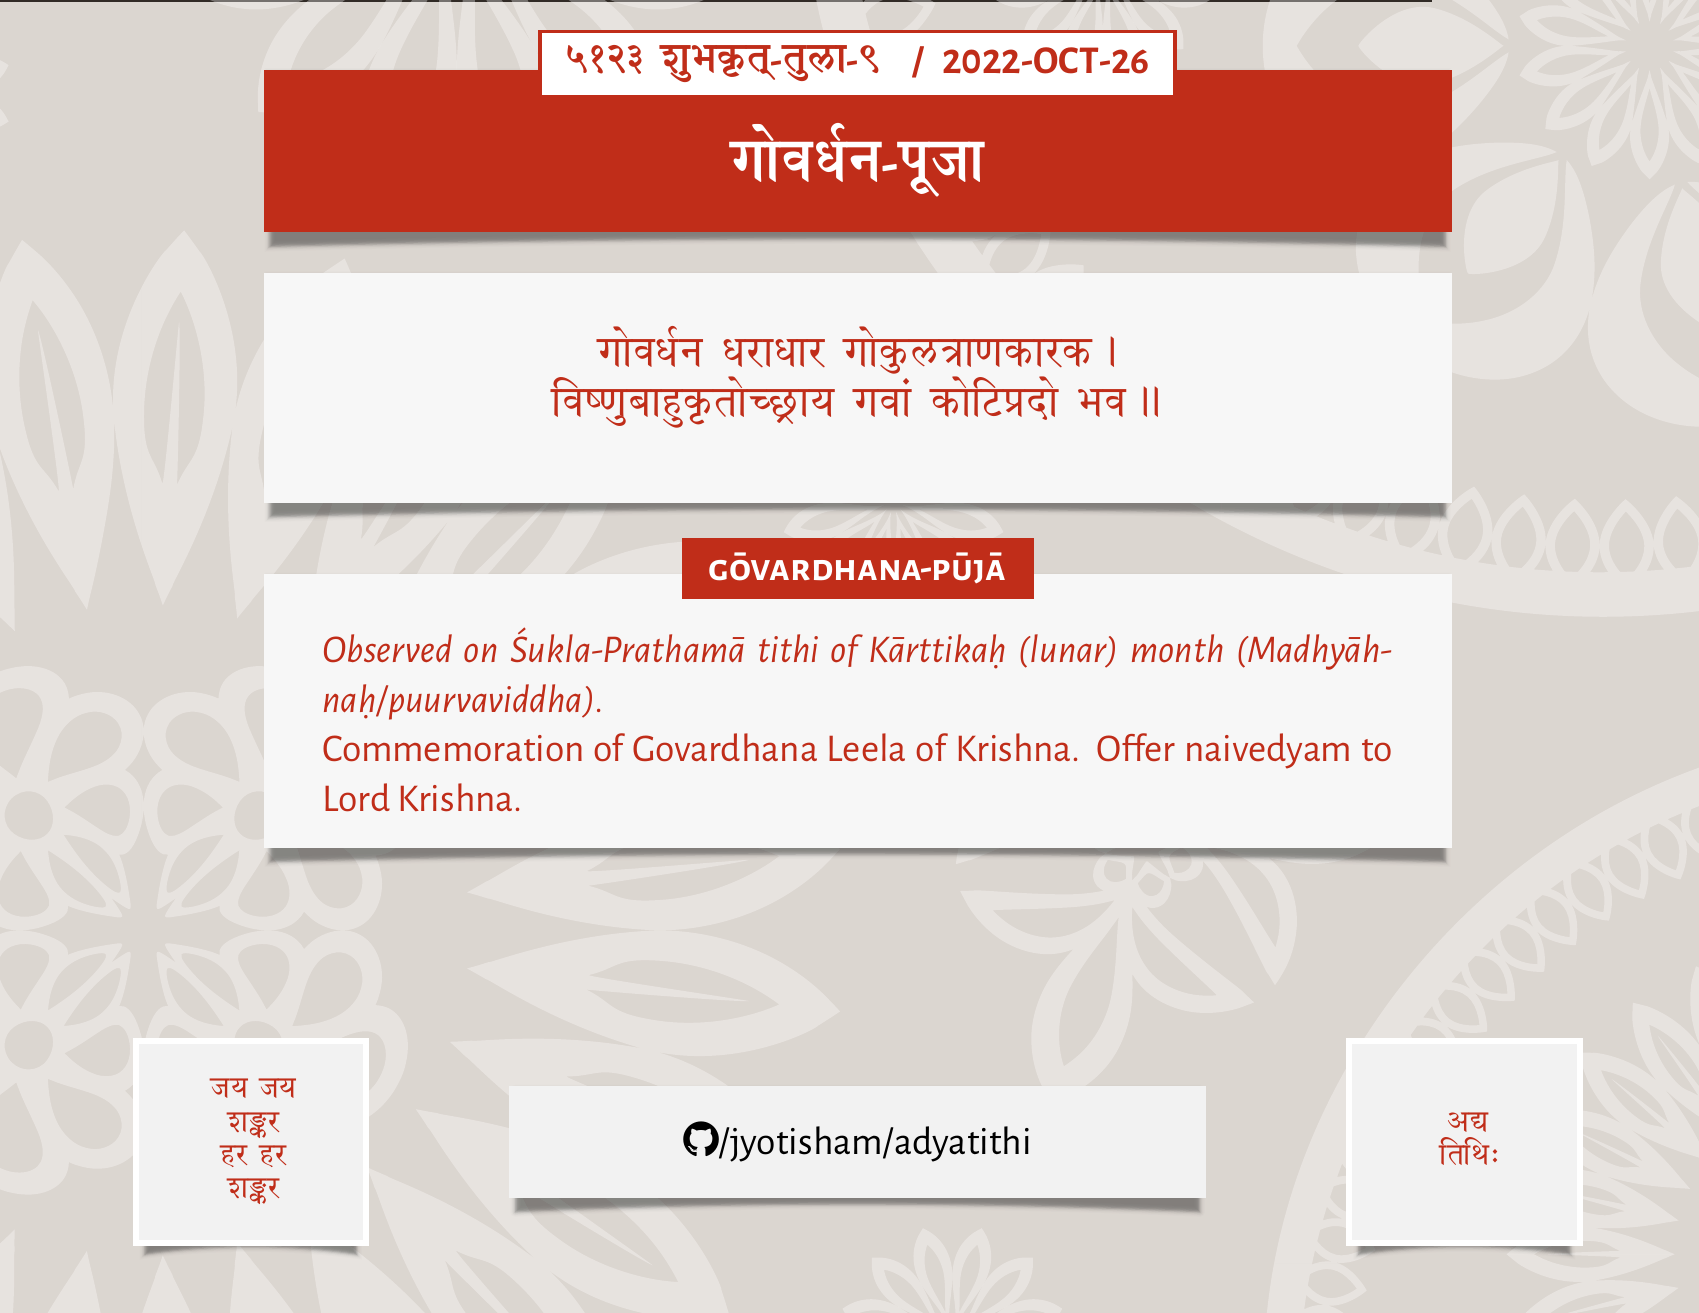 ५१२३ शुभकृत्-तुला-९ / 2022-OCT-26
गोवर्धन-पूजा
गोवर्धन धराधार गोकुलत्राणकारक ।
विष्णुबाहुकृतोच्छ्राय गवां कोटिप्रदो भव ॥
GŌVARDHANA-PŪJĀ
Observed on Śukla-Prathamā tithi of Kārttikaḥ (lunar) month (Madhyāh-
naḥ/puurvaviddha).
Commemoration of Govardhana Leela of Krishna. Offer naivedyam to
Lord Krishna.
जय जय
शङ्कर
हर हर
शङ्कर
/jyotisham/adyatithi
अद्य
तिथिः